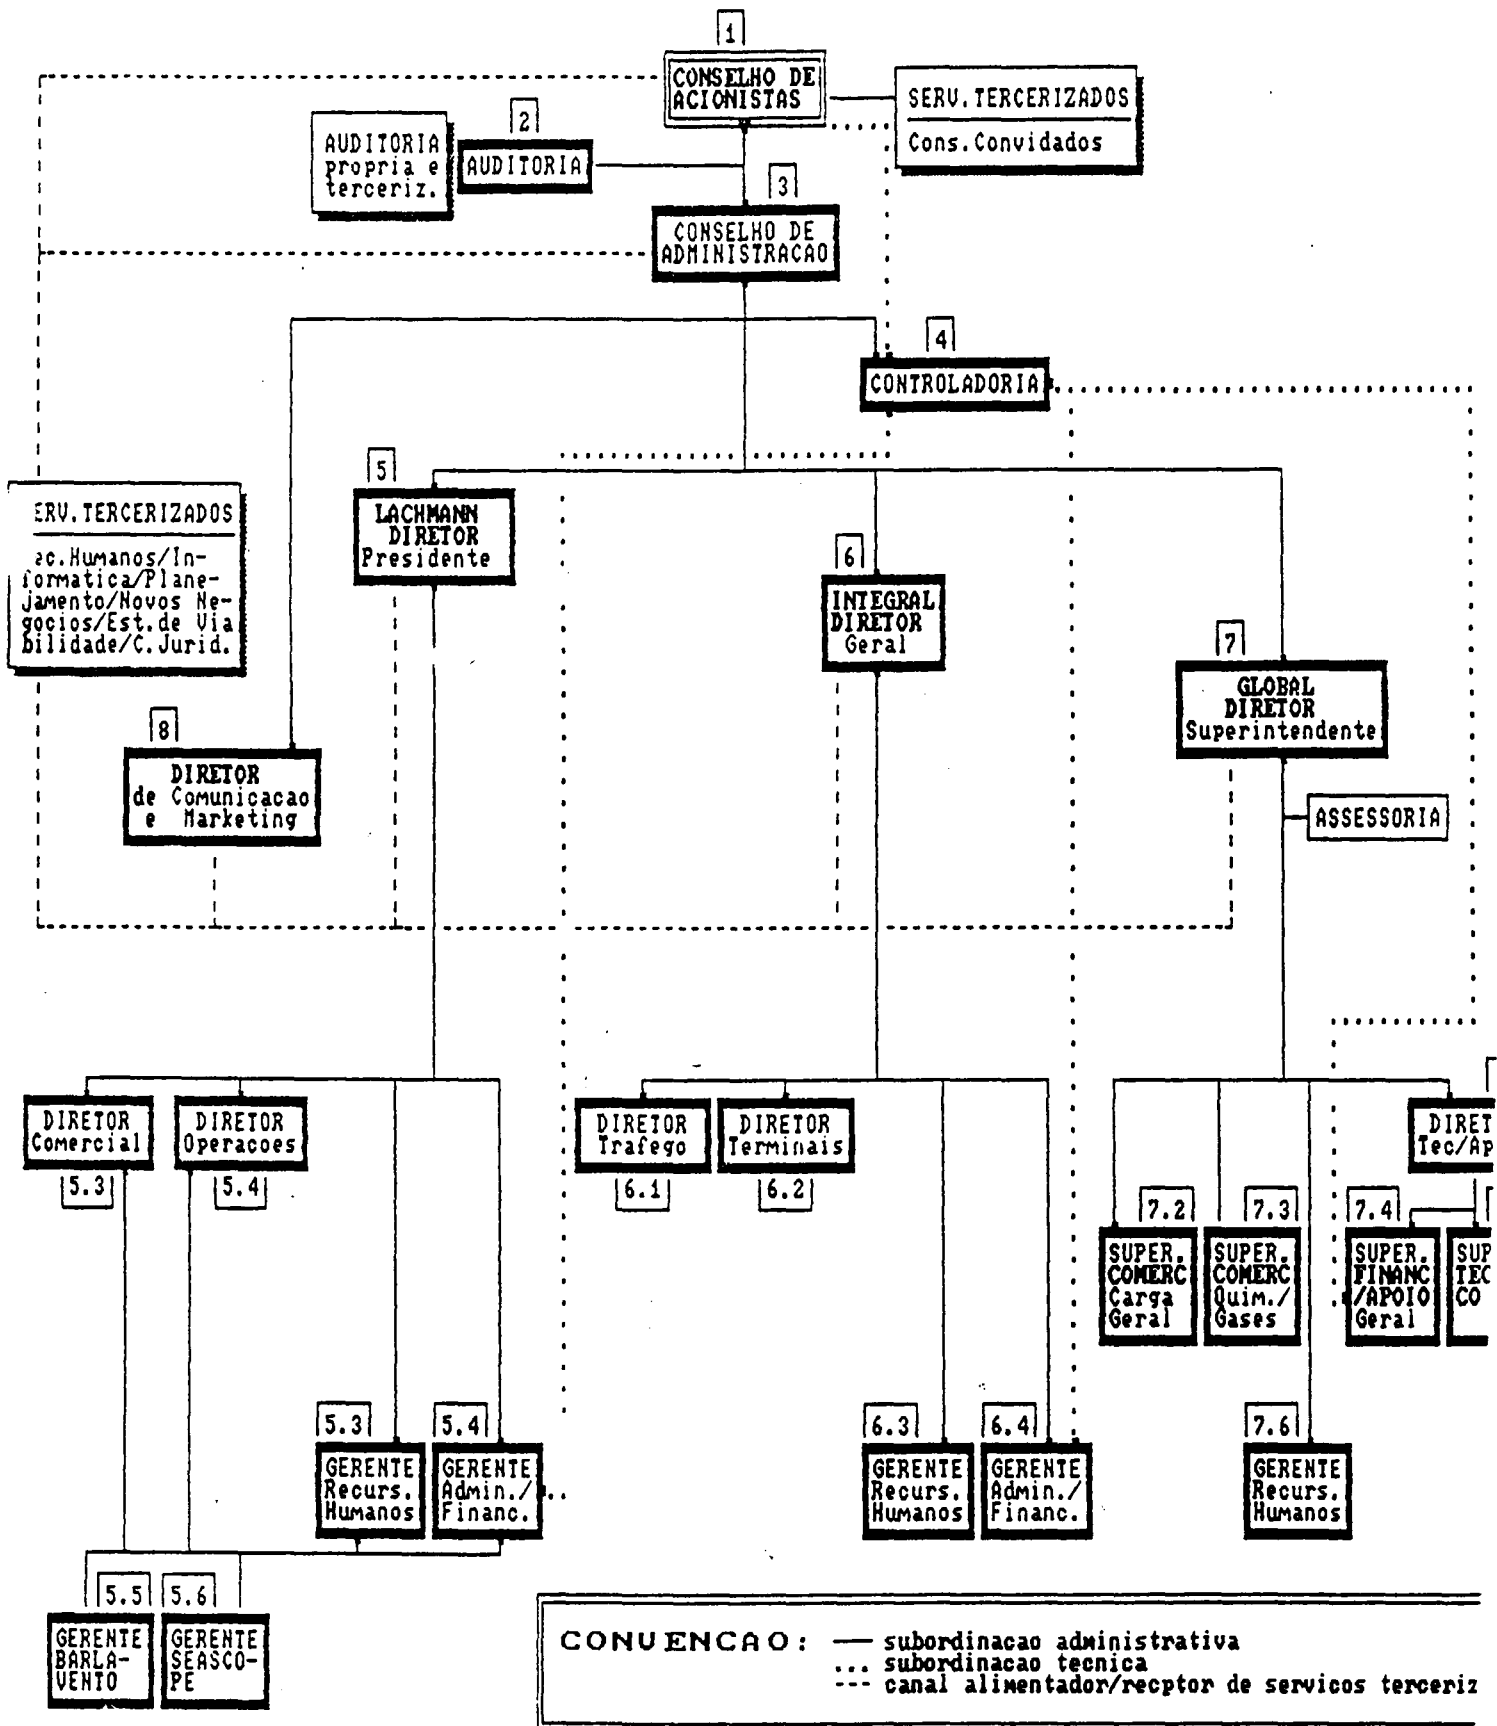 1
CONSELHO DE
ACIONISTAS
SERV.TERCERIZADOS
Cons.Convidados
2
AUDITORIA
propria e
terceriz.
AUDITORIA
3
CONSELHO DE
ADMINISTRACAO
4
CONTROLADORIA
5
LACHMANN
DIRETOR
Presidente
ERV.TERCERIZADOS
ec.Humanos/In-
formatica/Plane-
jamento/Novos Ne-
gocios/Est.de Via
bilidade/C.Jurid.
6
INTEGRAL
DIRETOR
Geral
7
GLOBAL
DIRETOR
Superintendente
8
DIRETOR
de Comunicacao
e Marketing
ASSESSORIA
DIRETOR
Comercial
5.3
DIRETOR
Operacoes
5.4
DIRETOR
Trafego
6.1
DIRETOR
Terminais
6.2
DIRET
Tec/Ap
7.2
SUPER.
COMERC
Carga
Geral
7.3
SUPER.
COMERC
Quim./
Gases
7.4
SUPER.
FINANC
/APOIO
Geral
SUP
TEC
CO
5.3
GERENTE
Recurs.
Humanos
5.4
GERENTE
Admin./
Financ.
6.3
GERENTE
Recurs.
Humanos
6.4
GERENTE
Admin./
Financ.
7.6
GERENTE
Recurs.
Humanos
5.5
GERENTE
BARLA-
VENTO
5.6
GERENTE
SEASCO-
PE
CONVENCAO: — subordinacao administrativa
... subordinacao tecnica
--- canal alimentador/recptor de servicos terceriz